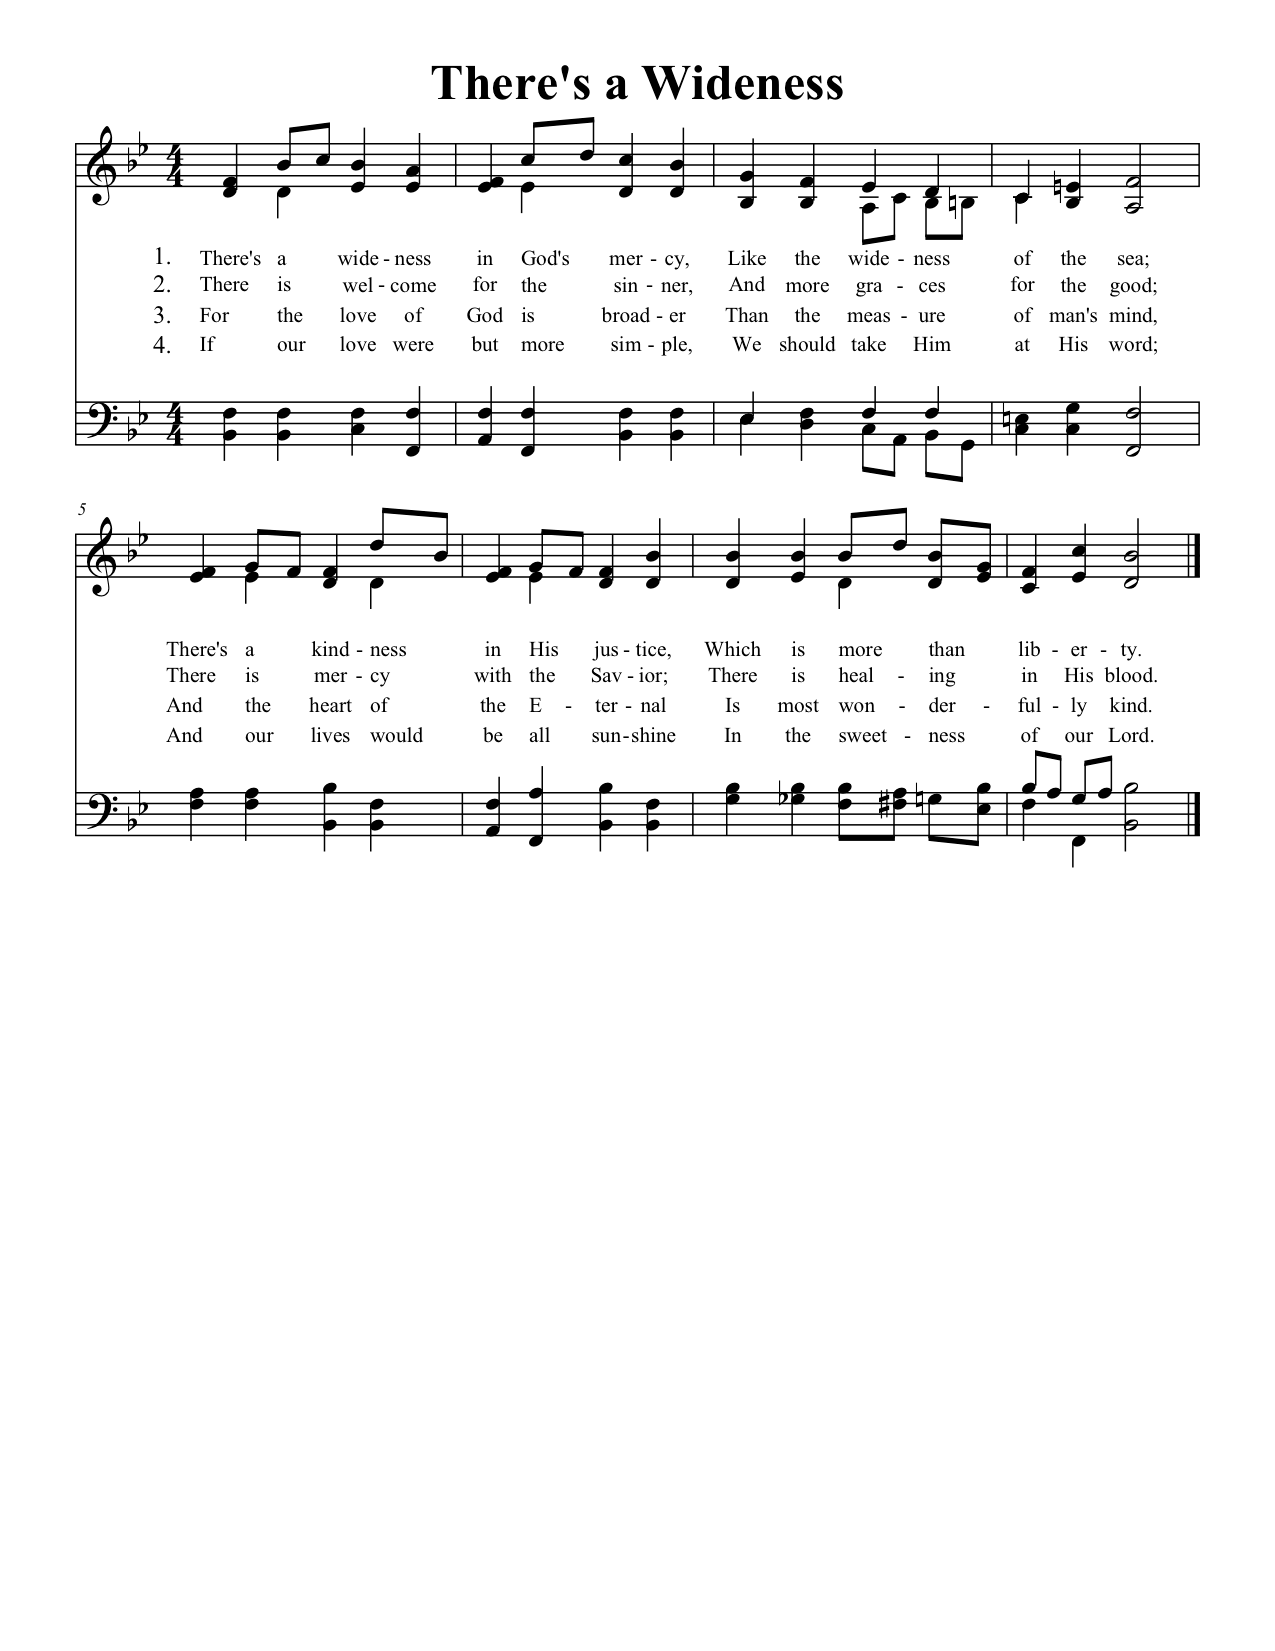 There's a Wideness
4
4
1. There's a wide - ness in God's mer - cy, Like the wide - ness of the sea;
2. There is wel - come for the sin - ner, And more gra - ces for the good;
3. For the love of God is broad - er Than the meas - ure of man's mind,
4. If our love were but more sim - ple, We should take Him at His word;
4
4
5
There's a kind - ness in His jus - tice, Which is more than lib - er - ty.
There is mer - cy with the Sav - ior; There is heal - ing in His blood.
And the heart of the E - ter - nal Is most won - der - ful - ly kind.
And our lives would be all sun - shine In the sweet - ness of our Lord.